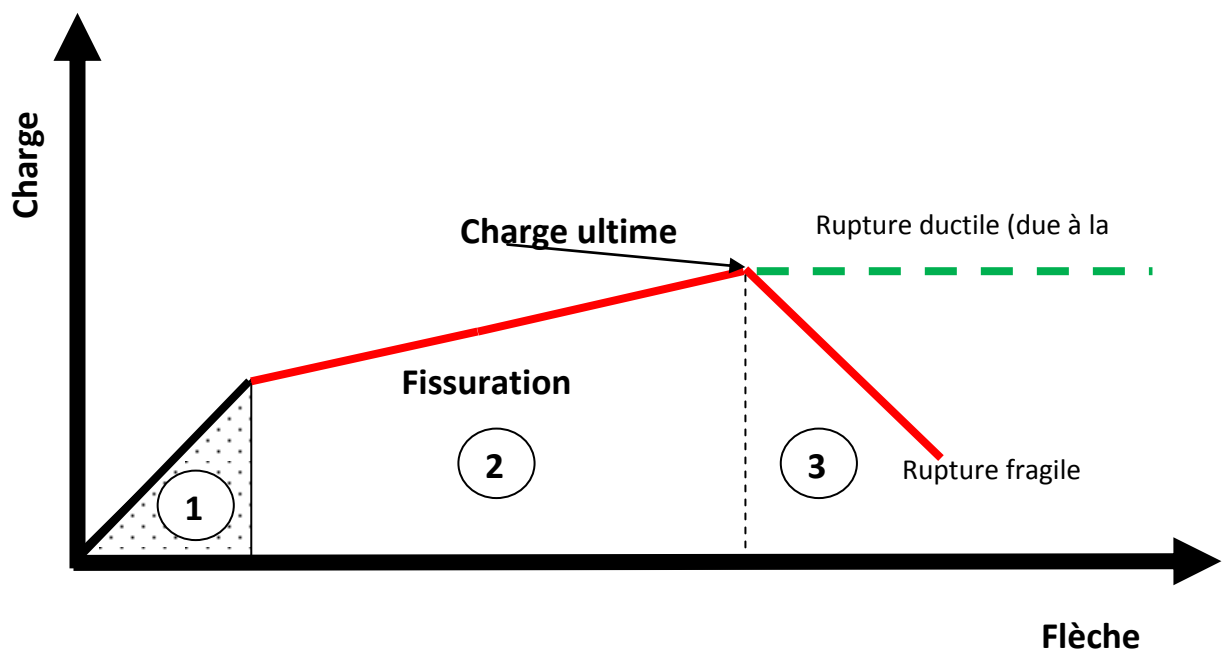 Charge
Charge ultime
Rupture ductile (due à la
Fissuration
1
2
3
Rupture fragile
Flèche